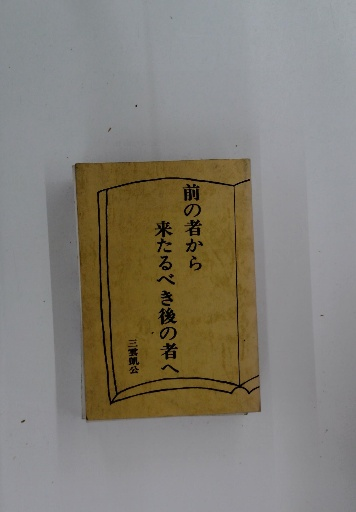 前の者から
来たるべき後の者へ
三雲凱公